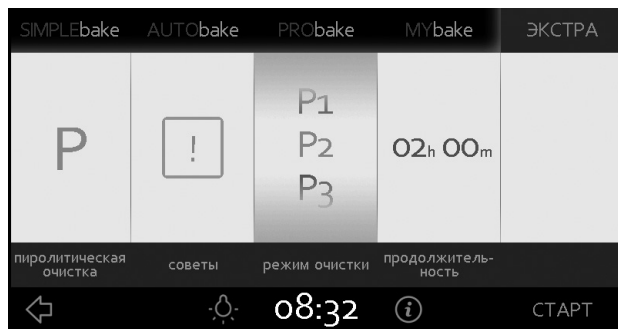 SIMPLEbake AUTObake PRObake MYbake ЭКСТРА
P
!
P1
P2
P3
02h 00m
пиролитическая
очистка
советы
режим очистки
продолжитель-
ность
08:32
i
СТАРТ